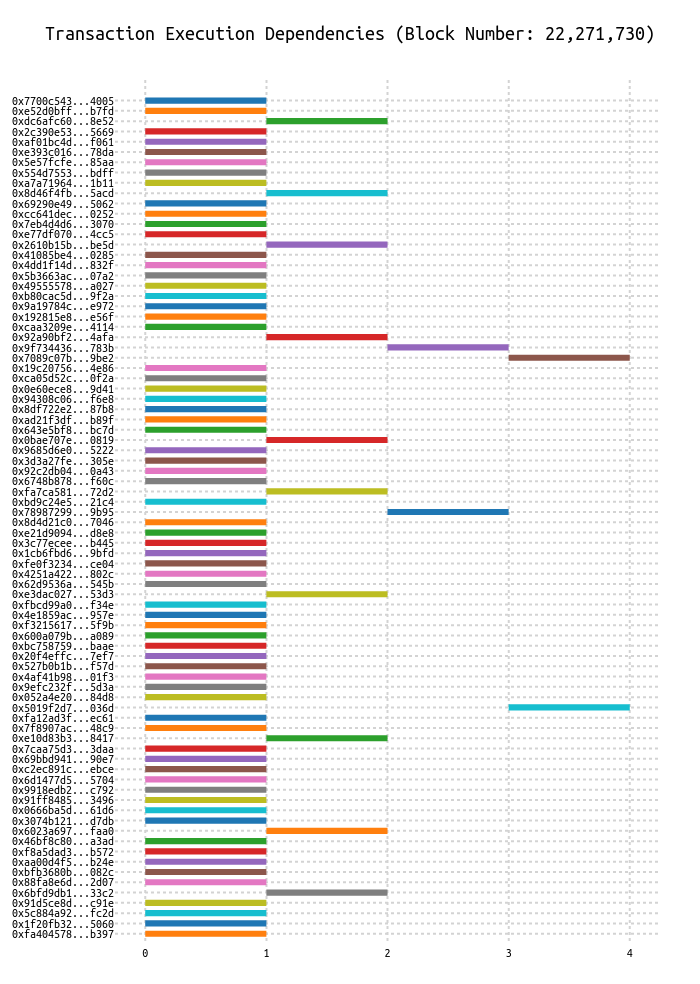 Transaction Execution Dependencies (Block Number: 22,271,730)
0x7700c543...4005
0xe52d0bff...b7fd
0xdc6afc60...8e52
0x2c390e53...5669
0xaf01bc4d...f061
0xe393c016...78da
0x5e57fcfe...85aa
0x554d7553...bdff
0xa7a71964...1b11
0x8d46f4fb...5acd
0x69290e49...5062
0xcc641dec...0252
0x7eb4d4d6...3070
0xe77df070...4cc5
0x2610b15b...be5d
0x41085be4...0285
0x4dd1f14d...832f
0x5b3663ac...07a2
0x49555578...a027
0xb80cac5d...9f2a
0x9a19784c...e972
0x192815e8...e56f
0xcaa3209e...4114
0x92a90bf2...4afa
0x9f734436...783b
0x7089c07b...9be2
0x19c20756...4e86
0xca05d52c...0f2a
0x0e60ece8...9d41
0x94308c06...f6e8
0x8df722e2...87b8
0xad21f3df...b89f
0x643e5bf8...bc7d
0x0bae707e...0819
0x9685d6e0...5222
0x3d3a27fe...305e
0x92c2db04...0a43
0x6748b878...f60c
0xfa7ca581...72d2
0xbd9c24e5...21c4
0x78987299...9b95
0x8d4d21c0...7046
0xe21d9094...d8e8
0x3c77ecee...b445
0x1cb6fbd6...9bfd
0xfe0f3234...ce04
0x4251a422...802c
0x62d9536a...545b
0xe3dac027...53d3
0xfbcd99a0...f34e
0x4e1859ac...957e
0xf3215617...5f9b
0x600a079b...a089
0xbc758759...baae
0x20f4effc...7ef7
0x527b0b1b...f57d
0x4af41b98...01f3
0x9efc232f...5d3a
0x052a4e20...84d8
0x5019f2d7...036d
0xfa12ad3f...ec61
0x7f8907ac...48c9
0xe10d83b3...8417
0x7caa75d3...3daa
0x69bbd941...90e7
0xc2ec891c...ebce
0x6d1477d5...5704
0x9918edb2...c792
0x91ff8485...3496
0x0666ba5d...61d6
0x3074b121...d7db
0x6023a697...faa0
0x46bf8c80...a3ad
0xf8a5dad3...b572
0xaa00d4f5...b24e
0xbfb3680b...082c
0x88fa8e6d...2d07
0x6bfd9db1...33c2
0x91d5ce8d...c91e
0x5c884a92...fc2d
0x1f20fb32...5060
0xfa404578...b397
0 1 2 3 4